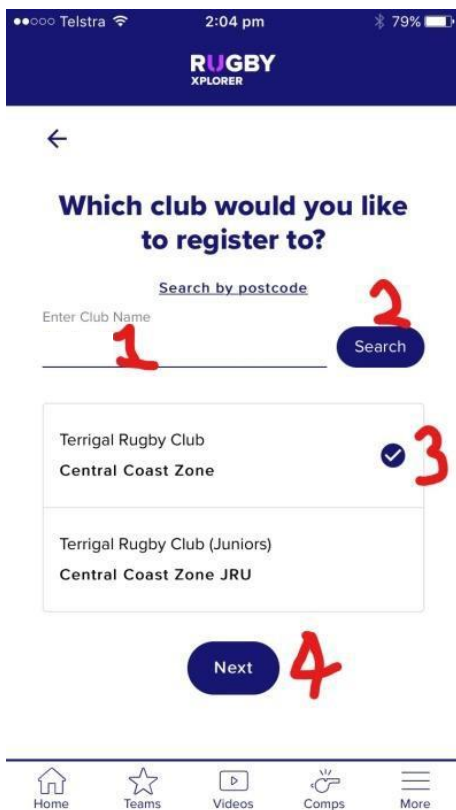 Telstra 2:04 pm 79%
RUGBY
XPLORER
Which club would you like
to register to?
Search by postcode
2
Enter Club Name
1
Search
Terrigal Rugby Club
Central Coast Zone
3
Terrigal Rugby Club (Juniors)
Central Coast Zone JRU
Next
4
Home Teams Videos Comps More